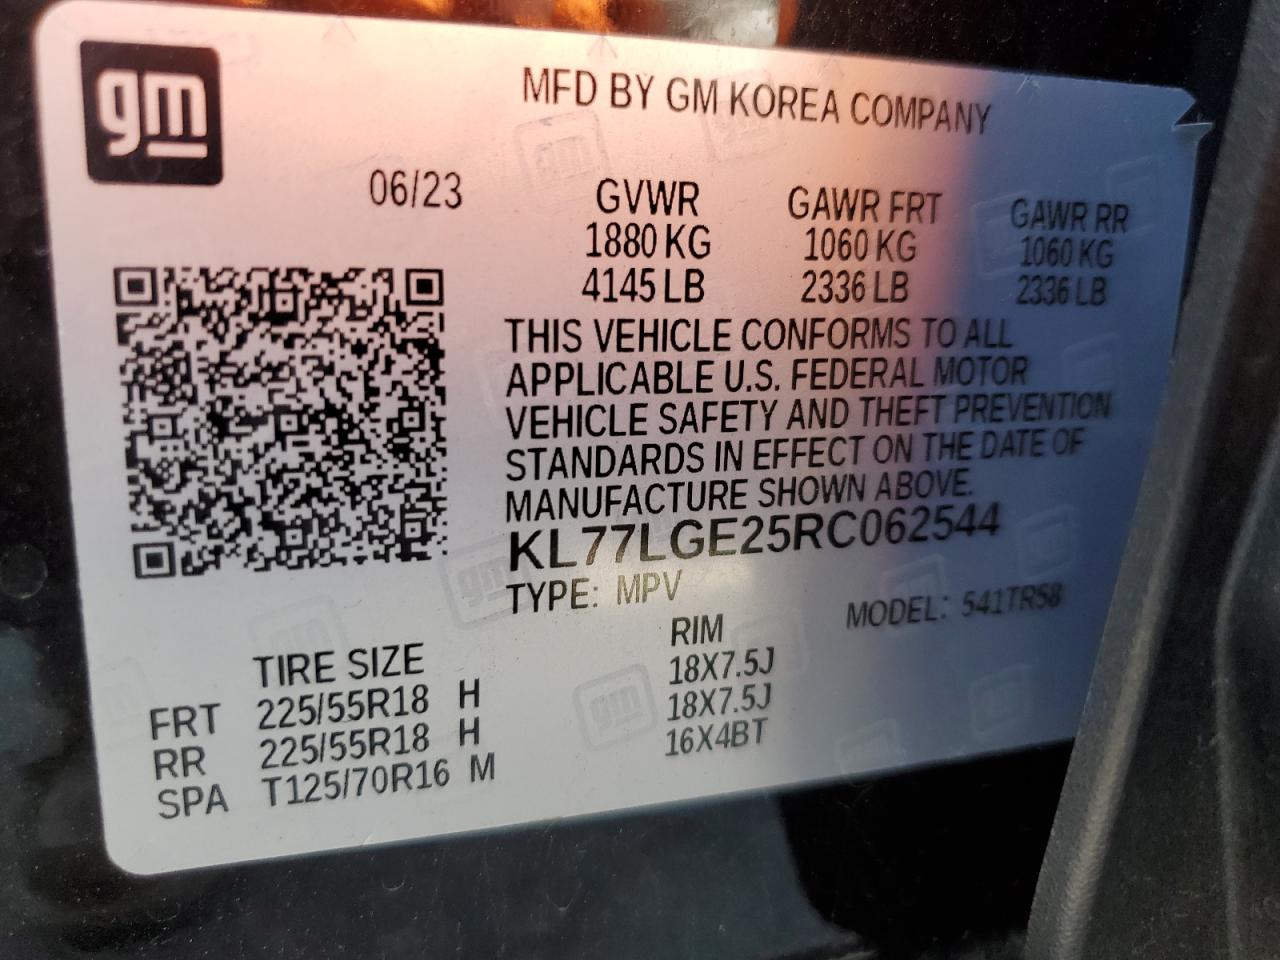 gm
MFD BY GM KOREA COMPANY
06/23
GVWR GAWR FRT GAWR RR
1880 KG 1060 KG 1060 KG
4145 LB 2336 LB 2336 LB
THIS VEHICLE CONFORMS TO ALL
APPLICABLE U.S. FEDERAL MOTOR
VEHICLE SAFETY AND THEFT PREVENTION
STANDARDS IN EFFECT ON THE DATE OF
MANUFACTURE SHOWN ABOVE.
KL77LGE25RC062544
TYPE: MPV MODEL: 541TR58
TIRE SIZE RIM
FRT 225/55R18 H 18X7.5J
RR 225/55R18 H 18X7.5J
SPA T125/70R16 M 16X4BT